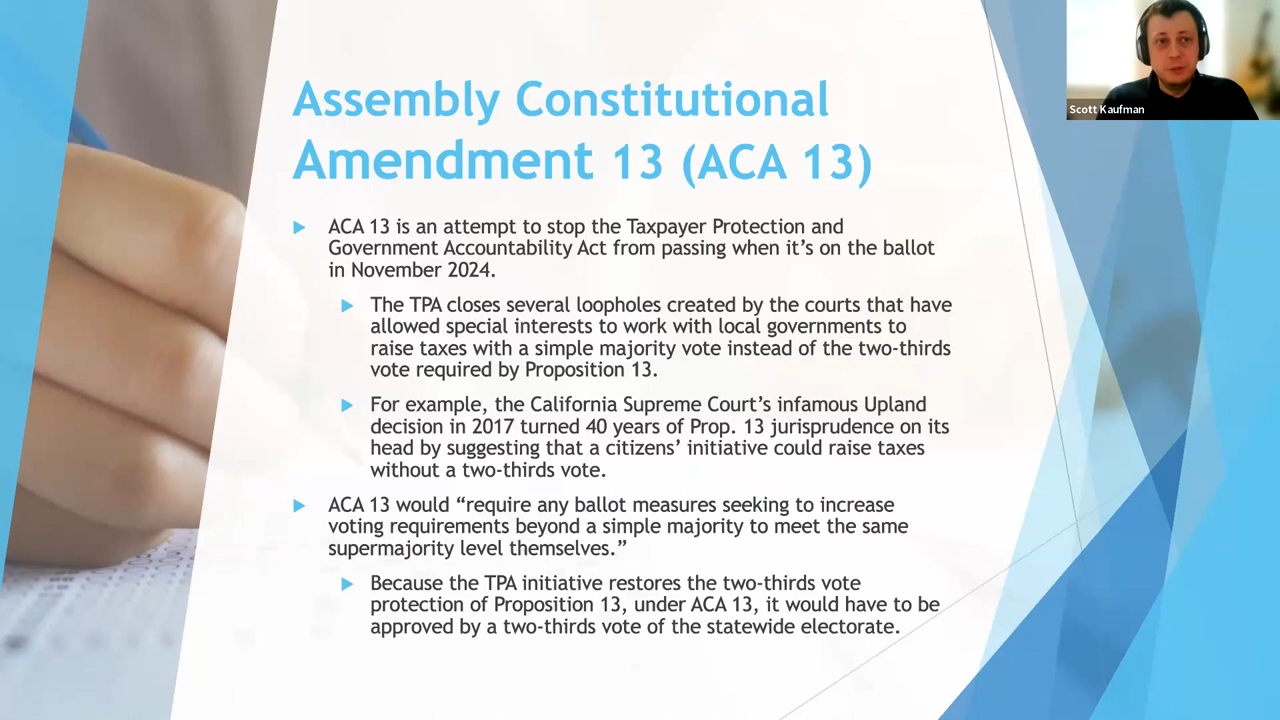 Assembly Constitutional
Amendment 13 (ACA 13)
ACA 13 is an attempt to stop the Taxpayer Protection and
Government Accountability Act from passing when it’s on the ballot
in November 2024.
The TPA closes several loopholes created by the courts that have
allowed special interests to work with local governments to
raise taxes with a simple majority vote instead of the two-thirds
vote required by Proposition 13.
For example, the California Supreme Court’s infamous Upland
decision in 2017 turned 40 years of Prop. 13 jurisprudence on its
head by suggesting that a citizens’ initiative could raise taxes
without a two-thirds vote.
ACA 13 would “require any ballot measures seeking to increase
voting requirements beyond a simple majority to meet the same
supermajority level themselves.”
Because the TPA initiative restores the two-thirds vote
protection of Proposition 13, under ACA 13, it would have to be
approved by a two-thirds vote of the statewide electorate.
Scott Kaufman